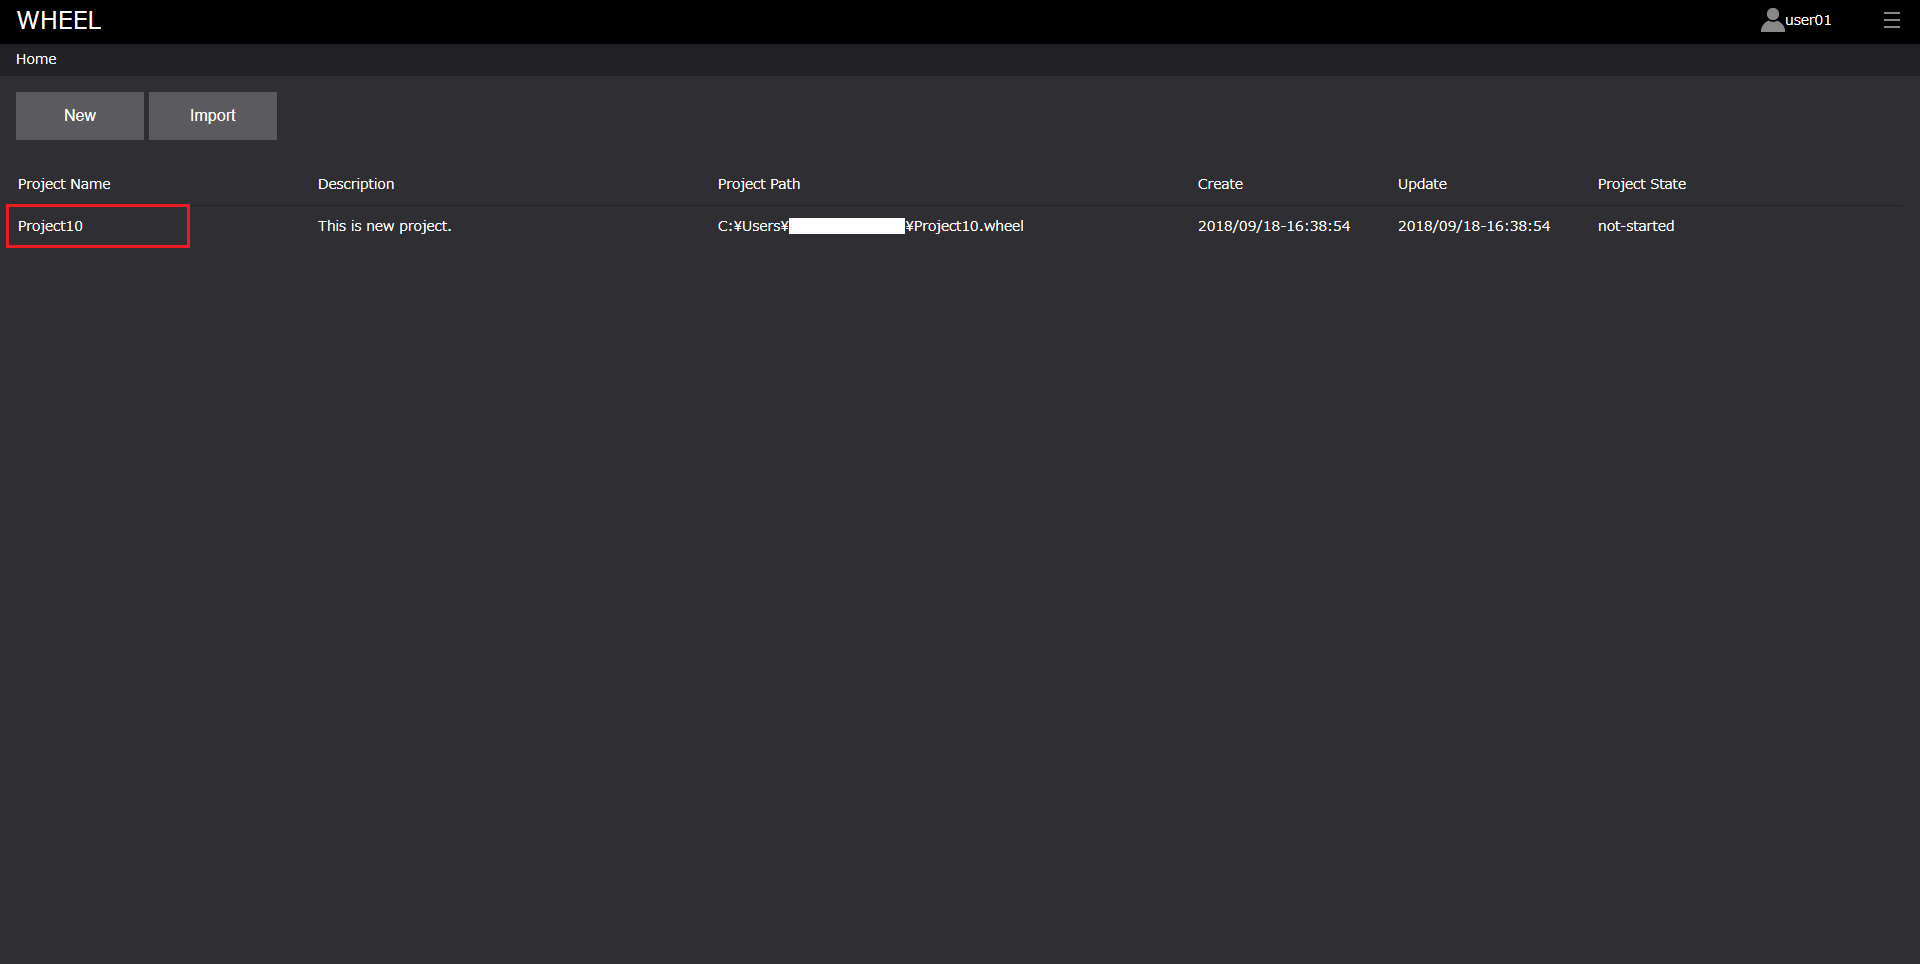 WHEEL
user01
Home
New Import
Project Name Description Project Path Create Update Project State
Project10 This is new project. C:¥Users¥ ¥Project10.wheel 2018/09/18-16:38:54 2018/09/18-16:38:54 not-started